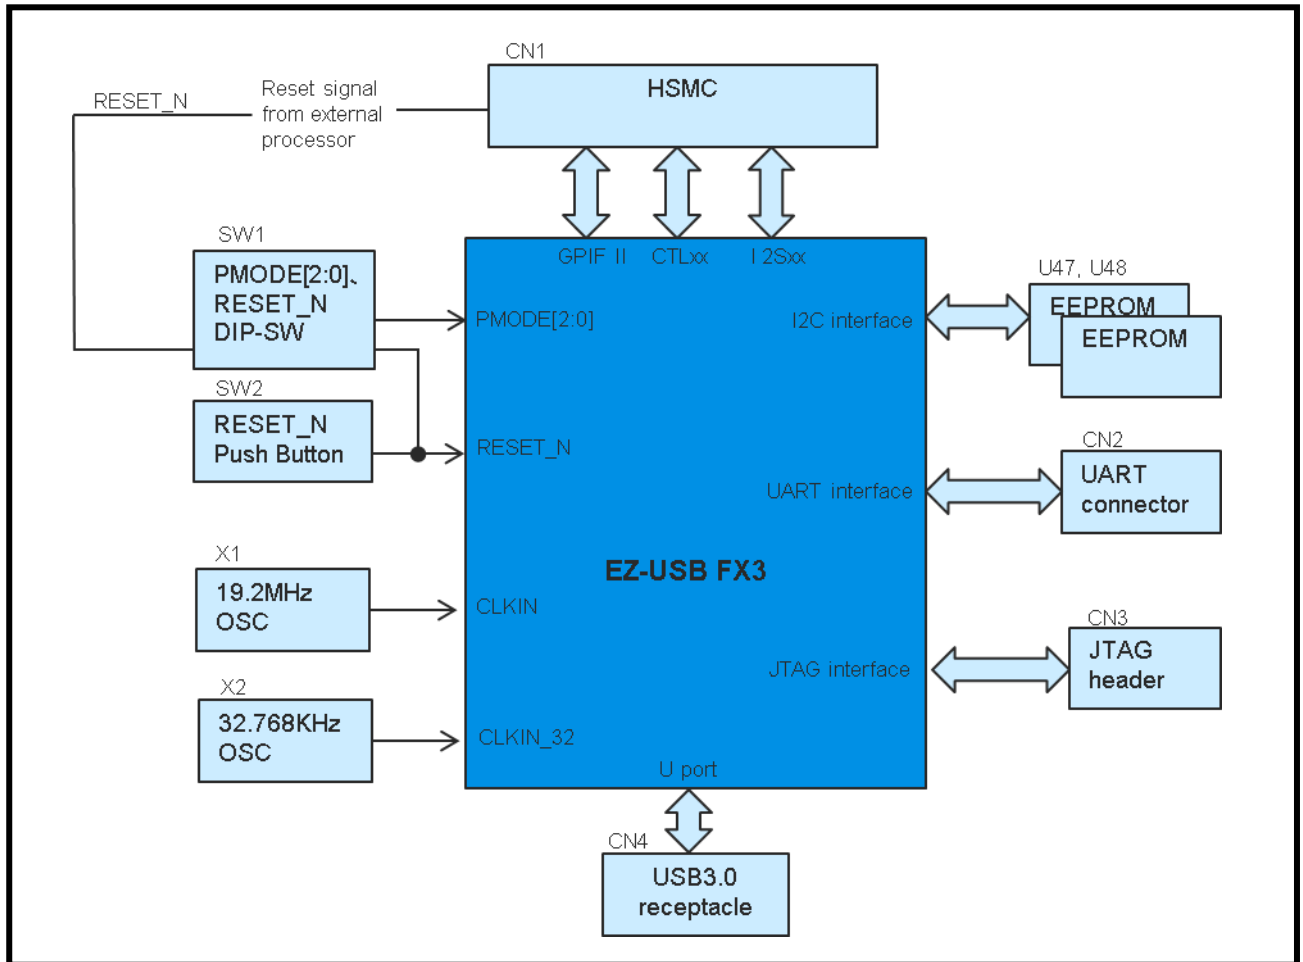 CN1
HSMC
RESET_N
Reset signal
from external
processor
SW1
PMODE[2:0]、
RESET_N
DIP-SW
GPIF II
CTLxx
I2Sxx
U47, U48
EEPROM
EEPROM
PMODE[2:0]
I2C interface
SW2
RESET_N
Push Button
RESET_N
CN2
UART
connector
UART interface
X1
19.2MHz
OSC
EZ-USB FX3
CLKIN
CN3
JTAG
header
JTAG interface
X2
32.768KHz
OSC
CLKIN_32
U port
CN4
USB3.0
receptacle